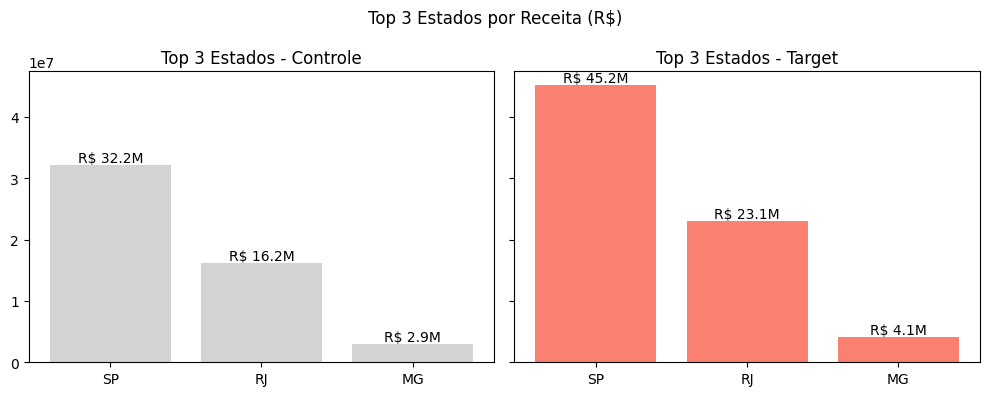 Top 3 Estados por Receita (R$)
Top 3 Estados - Controle
1e7
R$ 32.2M
R$ 16.2M
R$ 2.9M
4
3
2
1
0
SP
RJ
MG
Top 3 Estados - Target
R$ 45.2M
R$ 23.1M
R$ 4.1M
SP
RJ
MG